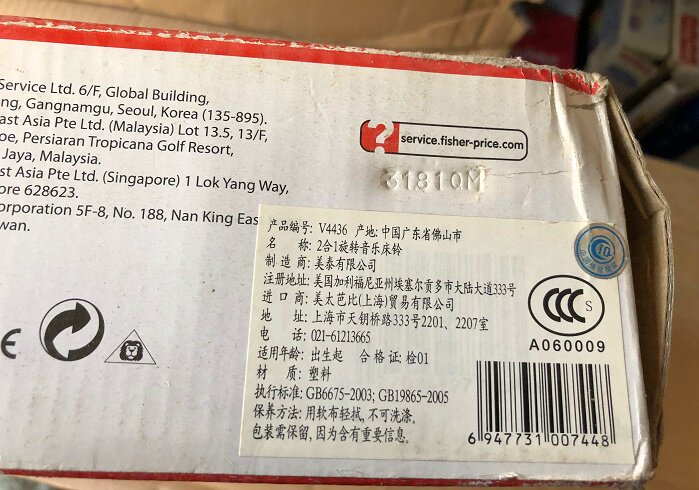 Service Ltd. 6/F, Global Building,
ng, Gangnamgu, Seoul, Korea (135-895).
ast Asia Pte Ltd. (Malaysia) Lot 13.5, 13/F,
oe, Persiaran Tropicana Golf Resort,
Jaya, Malaysia.
st Asia Pte Ltd. (Singapore) 1 Lok Yang Way,
ore 628623.
orporation 5F-8, No. 188, Nan King East
wan.
?
service.fisher-price.com
3181QM
产品编号: V4436 产地: 中国广东省佛山市
名 称: 2合1旋转音乐床铃
制造商: 美泰有限公司
注册地址: 美国加利福尼亚州埃塞尔贡多市大陆大道333号
进口商: 美太芭比(上海)贸易有限公司
地 址: 上海市天钥桥路333号2201、2207室
电 话: 021-61213665
适用年龄: 出生起 合格证: 检01
材 质: 塑料
执行标准: GB6675-2003; GB19865-2005
保养方法: 用软布轻拭, 不可洗涤.
包装需保留, 因为含有重要信息.
CIQ
CCC S
A060009
6 947731 007448
CE